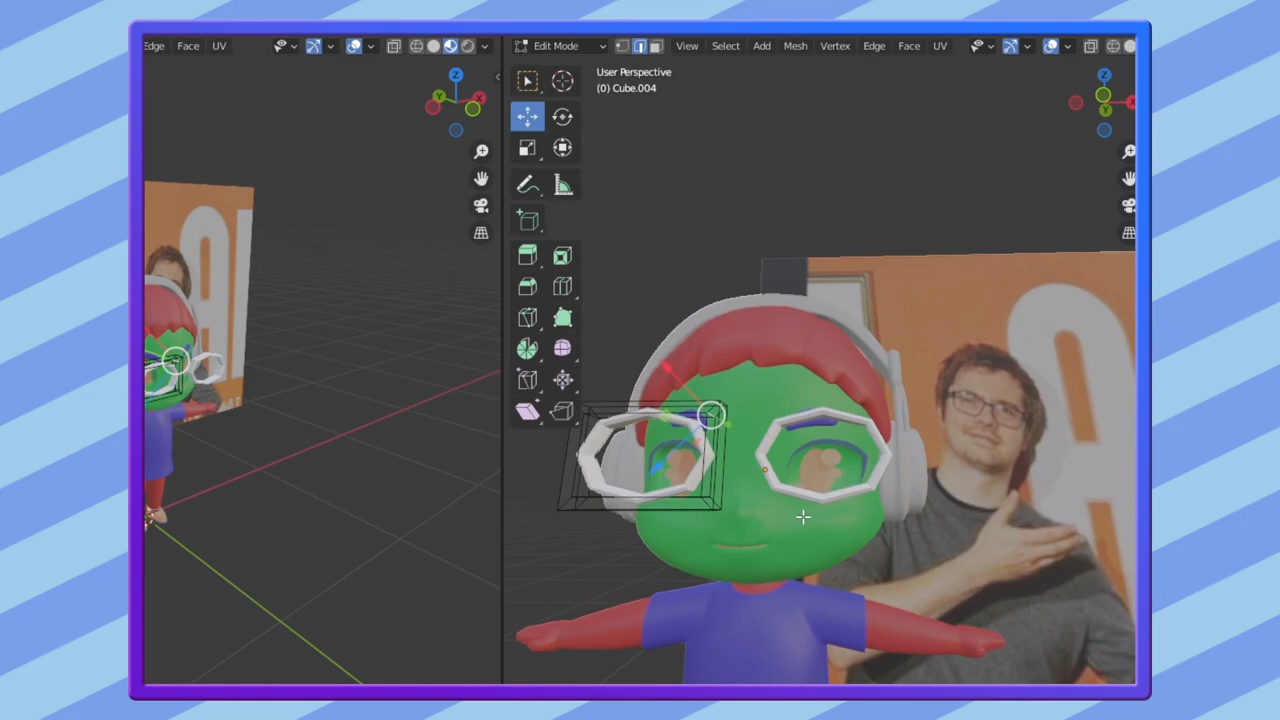 Edge Face UV
Edit Mode View Select Add Mesh Vertex Edge Face UV
User Perspective
(0) Cube.004
Z
Y
X
Z
Y
X